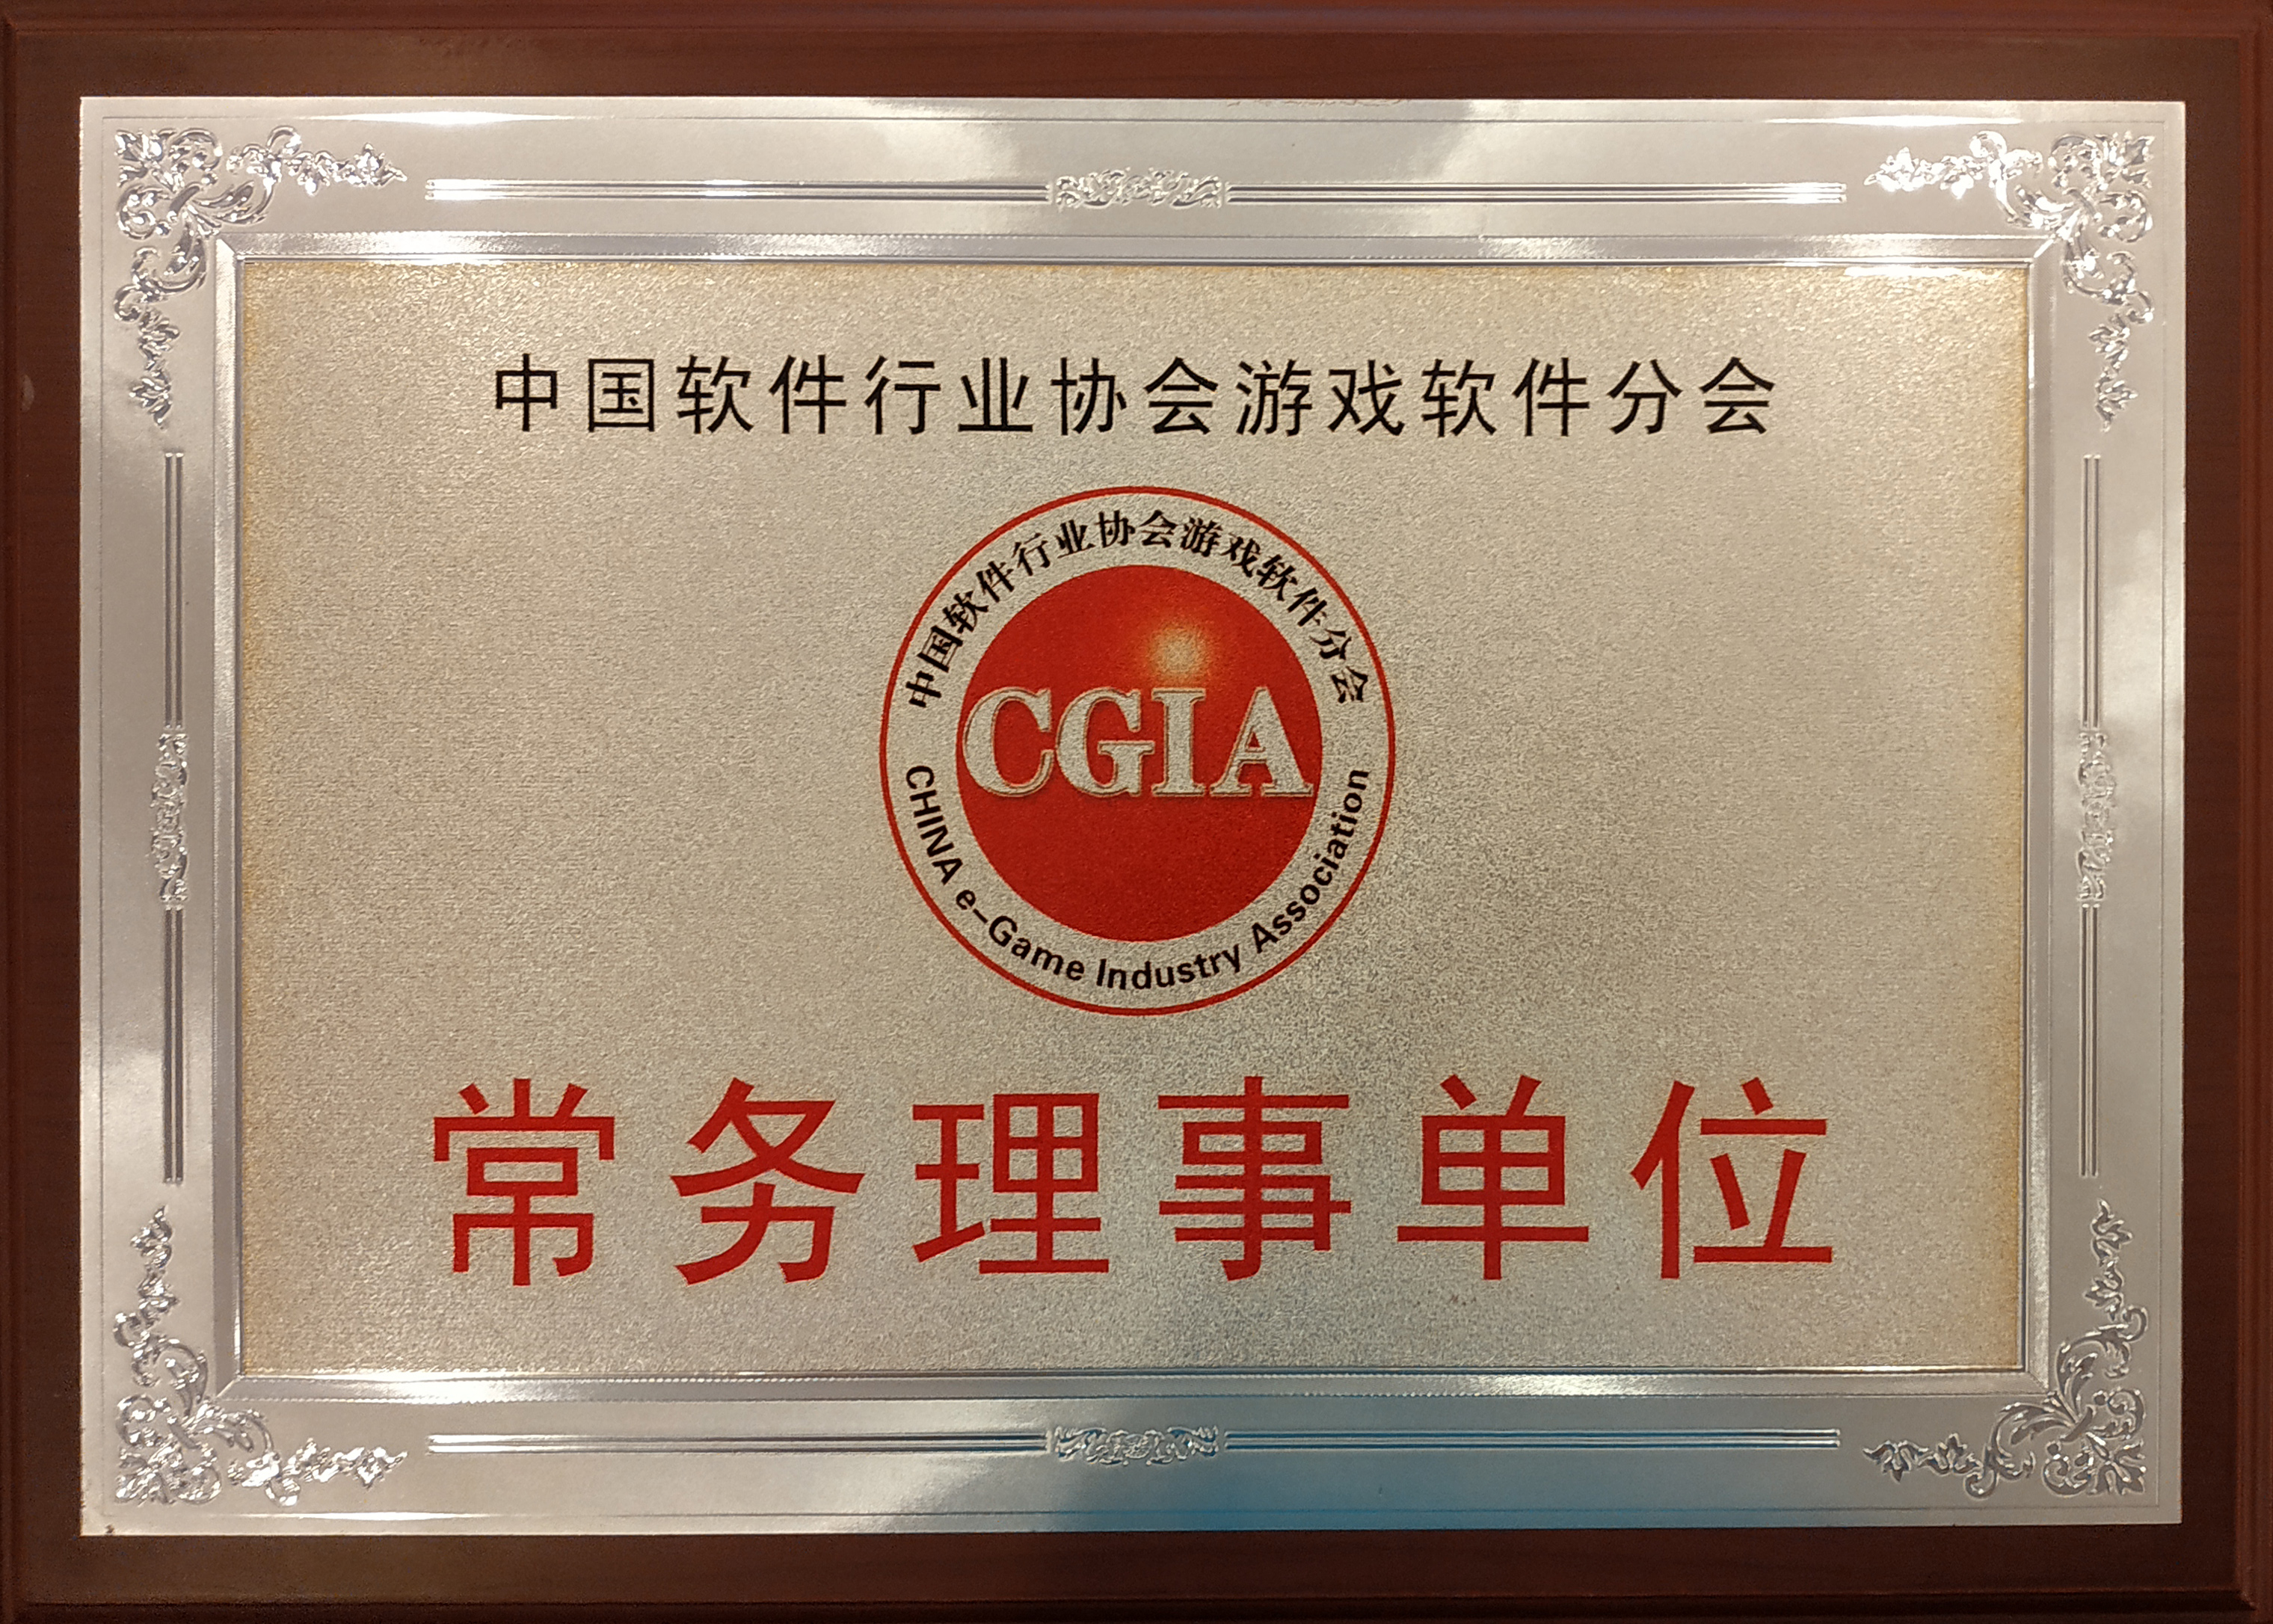 中国软件行业协会游戏软件分会
中国软件行业协会游戏软件分会
CGIA
CHINA e-Game Industry Association
常务理事单位